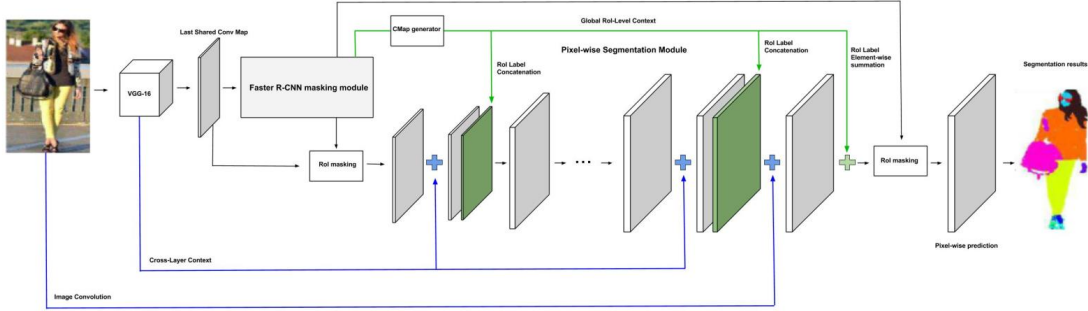 CMap generator
Global RoI-Level Context
Last Shared Conv Map
Pixel-wise Segmentation Module
RoI Label
Concatenation
RoI Label
Concatenation
RoI Label
Element-wise
summation
Segmentation results
VGG-16
Faster R-CNN masking module
RoI masking
...
RoI masking
Pixel-wise prediction
Cross-Layer Context
Image Convolution